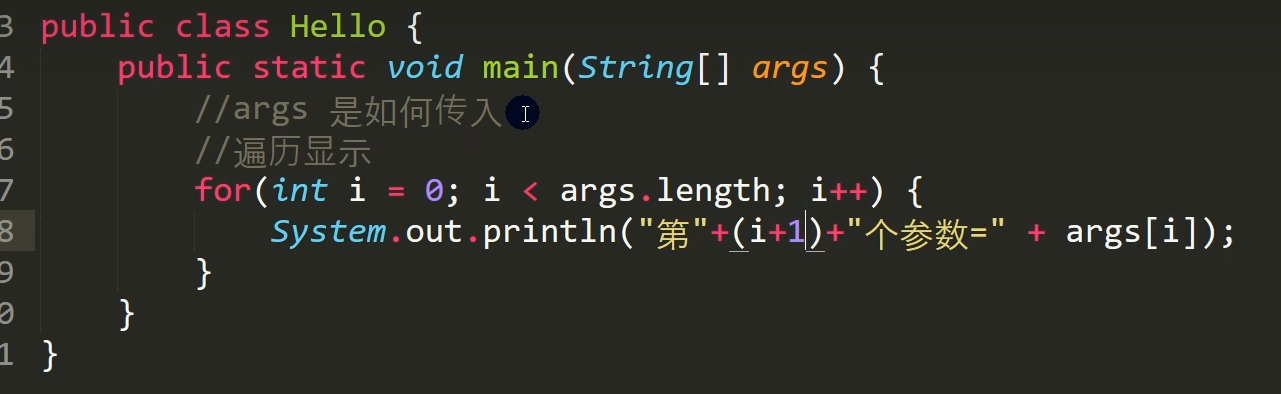 3 public class Hello {
4 public static void main(String[] args) {
5 //args 是如何传入
6 //遍历显示
7 for(int i = 0; i < args.length; i++) {
8 System.out.println("第"+(i+1)+"个参数=" + args[i]);
9 }
0 }
1 }